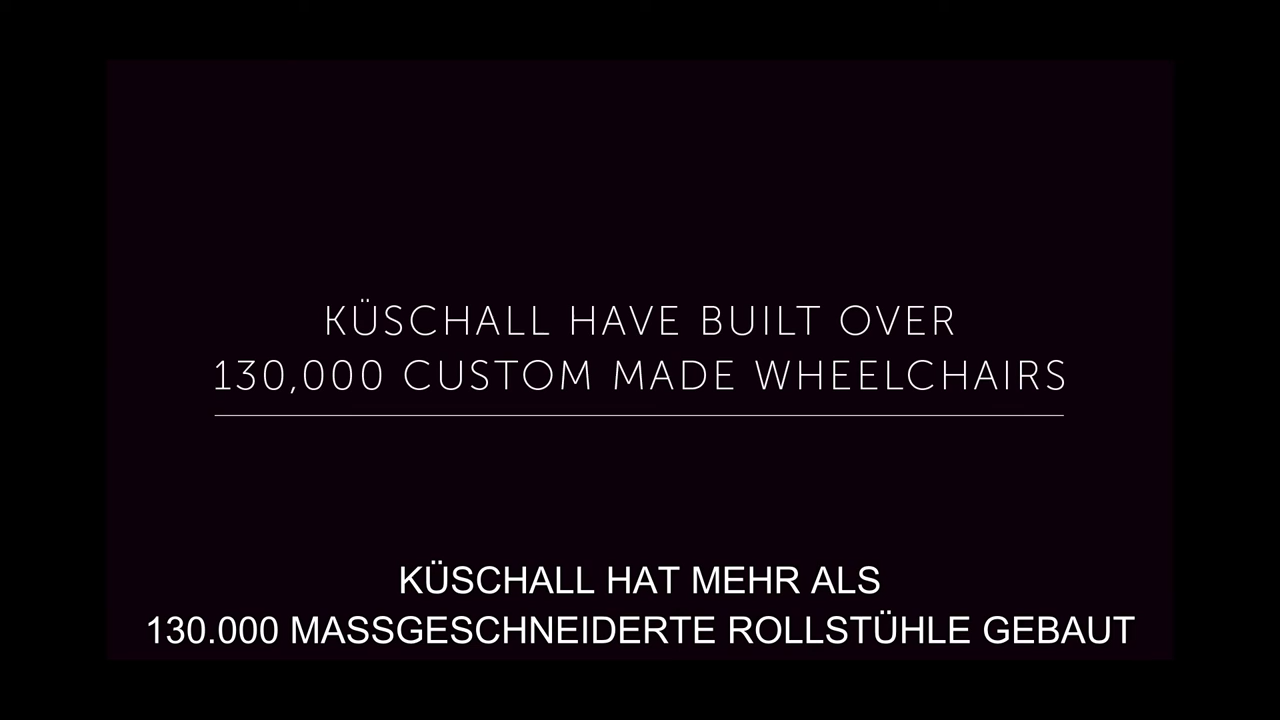 KÜSCHALL HAVE BUILT OVER
130,000 CUSTOM MADE WHEELCHAIRS
KÜSCHALL HAT MEHR ALS
130.000 MASSGESCHNEIDERTE ROLLSTÜHLE GEBAUT